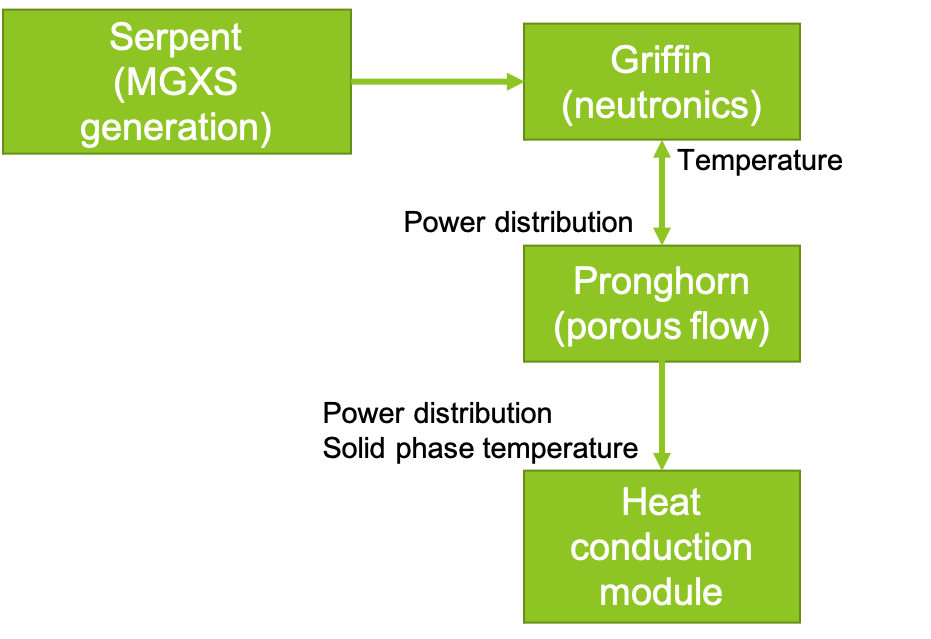 Serpent
(MGXS
generation)
Griffin
(neutronics)
Temperature
Power distribution
Pronghorn
(porous flow)
Power distribution
Solid phase temperature
Heat
conduction
module